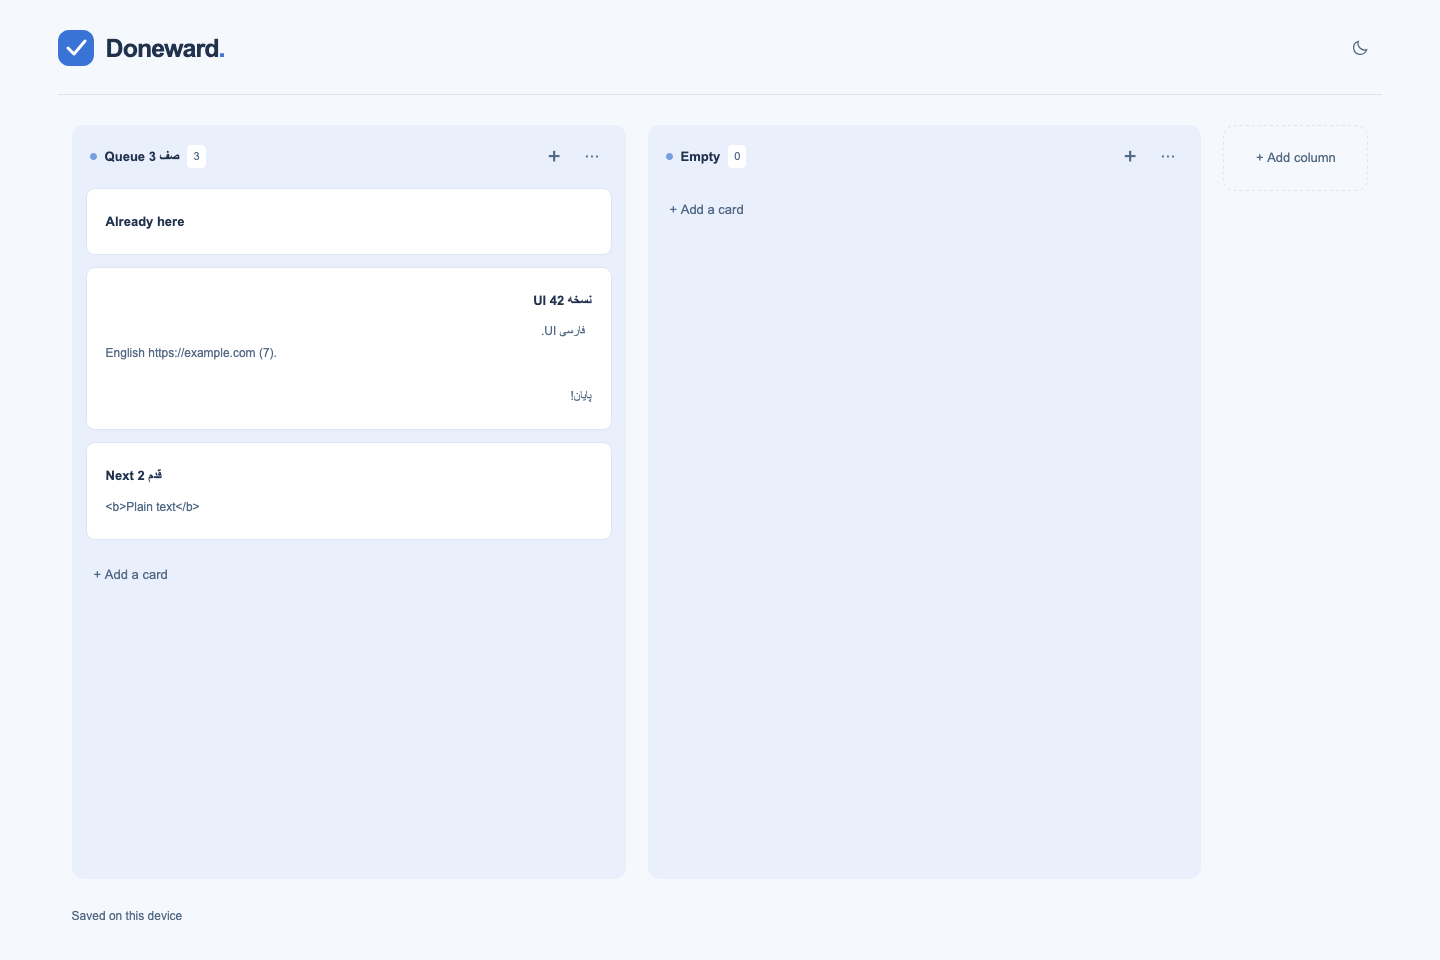 Doneward.
Queue 3 صف 3
Already here
نسخه 42 UI
فارسی UI.
English https://example.com (7).
پایان!
Next 2 قدم
<b>Plain text</b>
+ Add a card
Empty 0
+ Add a card
+ Add column
Saved on this device